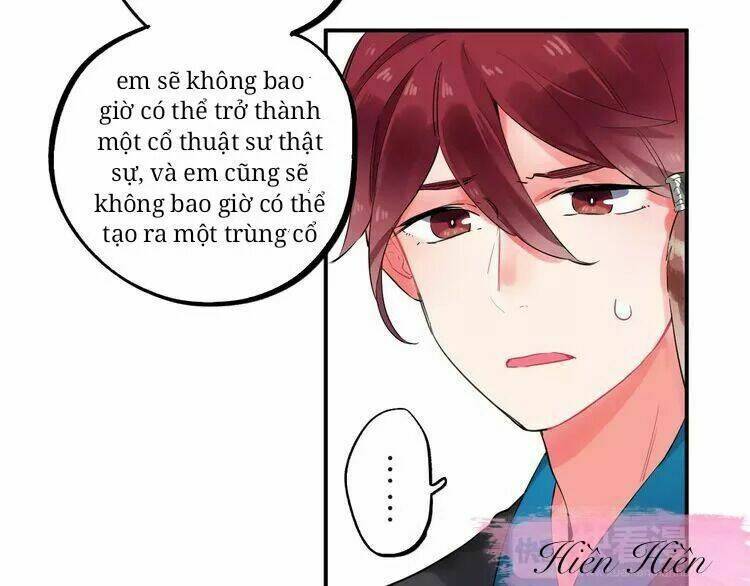 em sẽ không bao
giờ có thể trở thành
một cổ thuật sư thật
sự, và em cũng sẽ
không bao giờ có thể
tạo ra một trùng cổ
......
Hiên Hiên